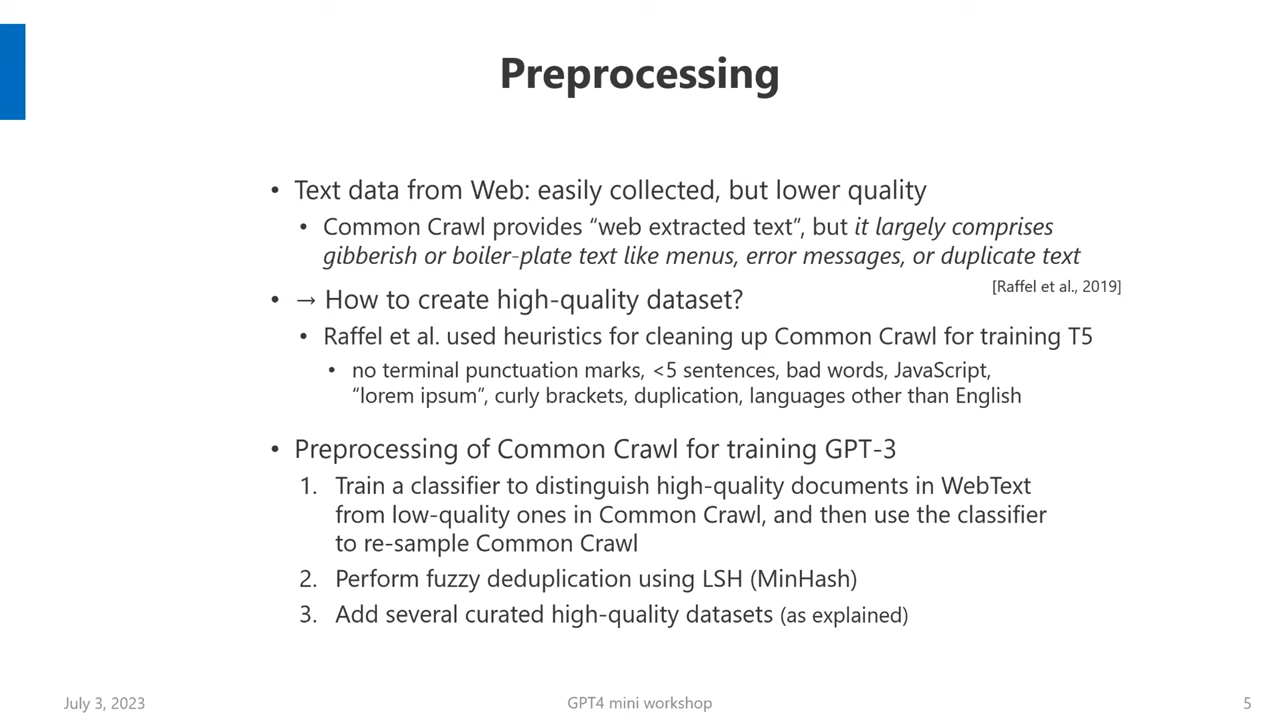 Preprocessing
• Text data from Web: easily collected, but lower quality
• Common Crawl provides “web extracted text”, but it largely comprises
gibberish or boiler-plate text like menus, error messages, or duplicate text
[Raffel et al., 2019]
• → How to create high-quality dataset?
• Raffel et al. used heuristics for cleaning up Common Crawl for training T5
• no terminal punctuation marks, <5 sentences, bad words, JavaScript,
“lorem ipsum”, curly brackets, duplication, languages other than English
• Preprocessing of Common Crawl for training GPT-3
1. Train a classifier to distinguish high-quality documents in WebText
from low-quality ones in Common Crawl, and then use the classifier
to re-sample Common Crawl
2. Perform fuzzy deduplication using LSH (MinHash)
3. Add several curated high-quality datasets (as explained)
July 3, 2023
GPT4 mini workshop
5